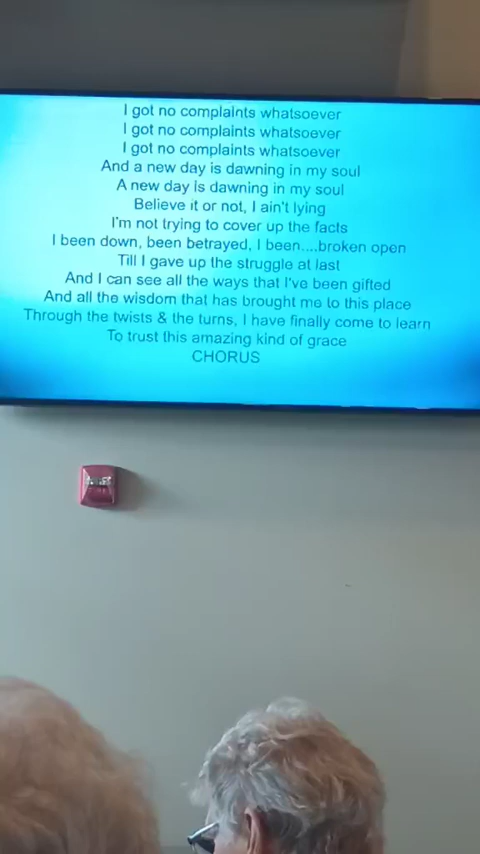 I got no complaints whatsoever
I got no complaints whatsoever
I got no complaints whatsoever
And a new day is dawning in my soul
A new day is dawning in my soul
Believe it or not, I ain't lying
I'm not trying to cover up the facts
I been down, been betrayed, I been....broken open
Till I gave up the struggle at last
And I can see all the ways that I've been gifted
And all the wisdom that has brought me to this place
Through the twists & the turns, I have finally come to learn
To trust this amazing kind of grace
CHORUS